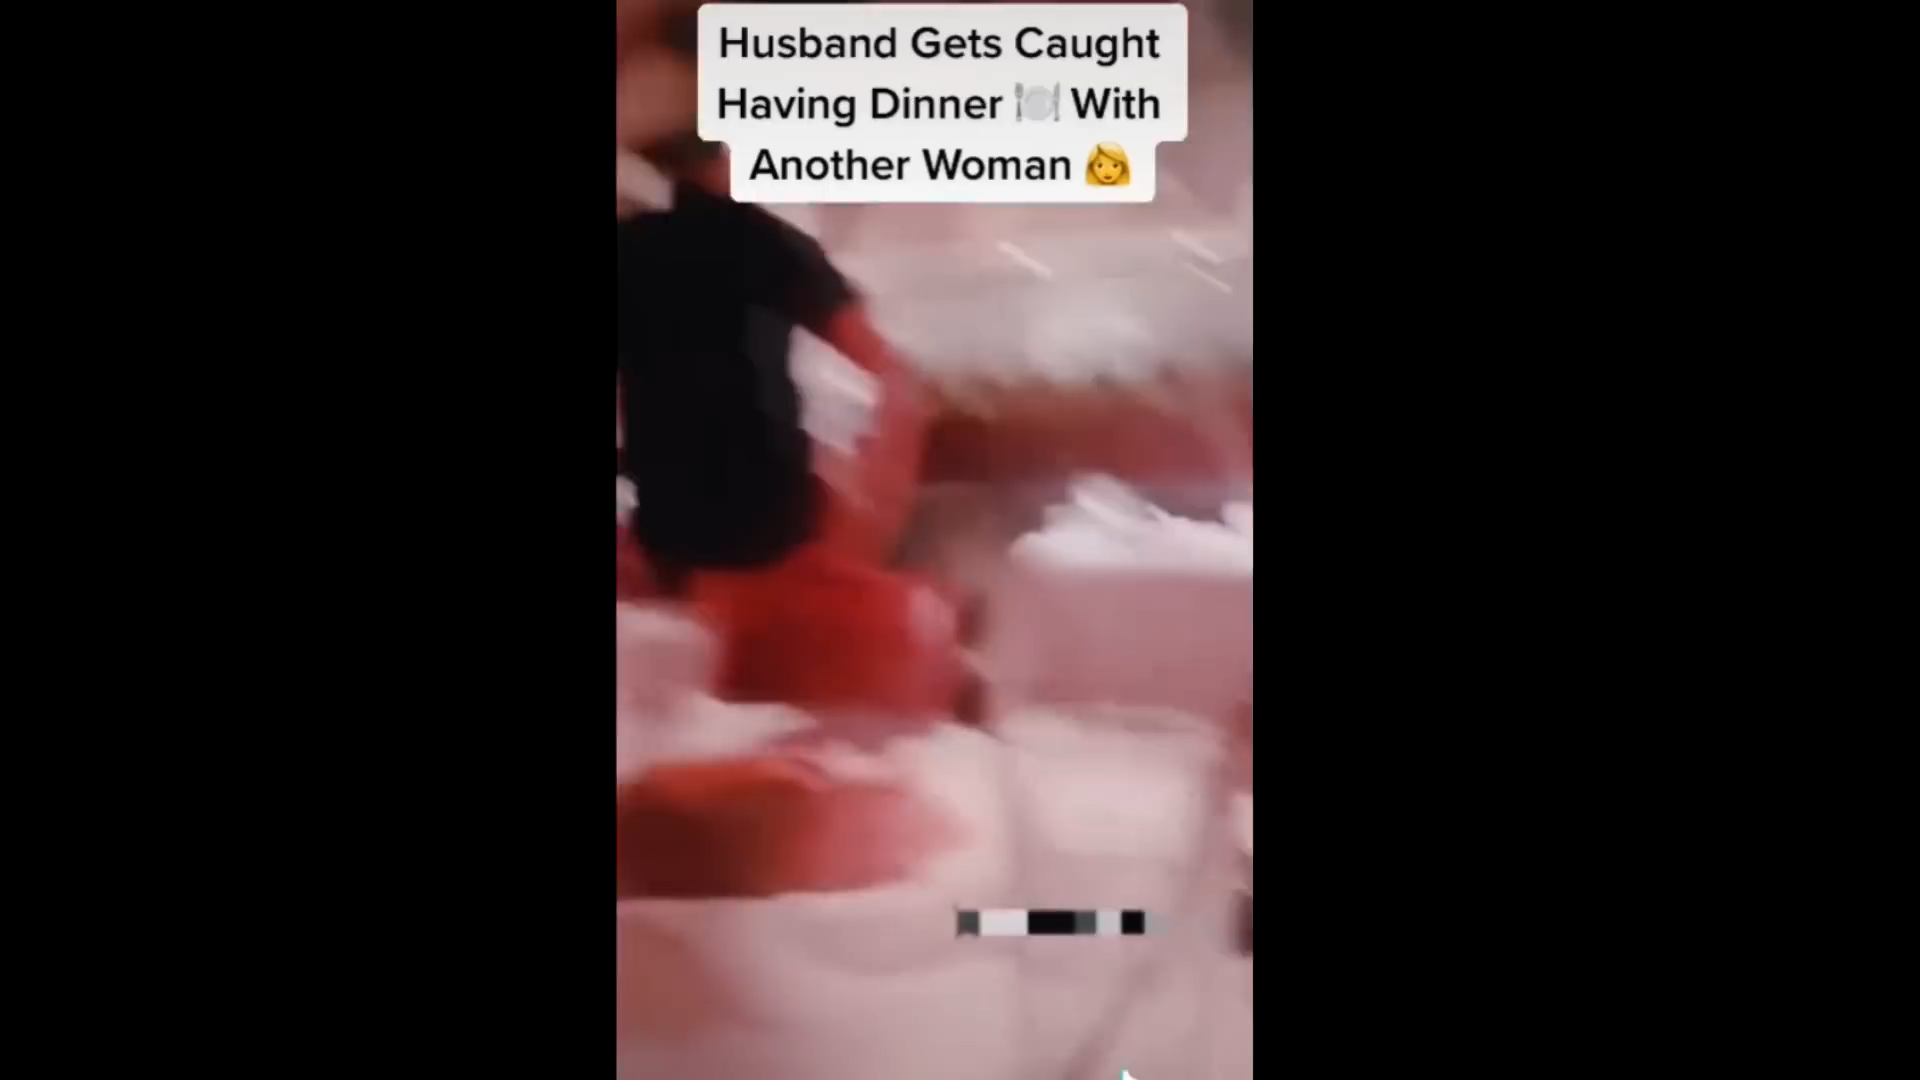 Husband Gets Caught
Having Dinner 🍽️ With
Another Woman 👩